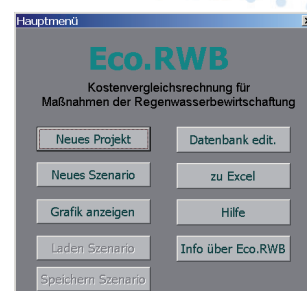 Hauptmenü
Eco.RWB
Kostenvergleichsrechnung für
Maßnahmen der Regenwasserbewirtschaftung
Neues Projekt
Datenbank edit.
Neues Szenario
zu Excel
Grafik anzeigen
Hilfe
Laden Szenario
Info über Eco.RWB
Speichern Szenario